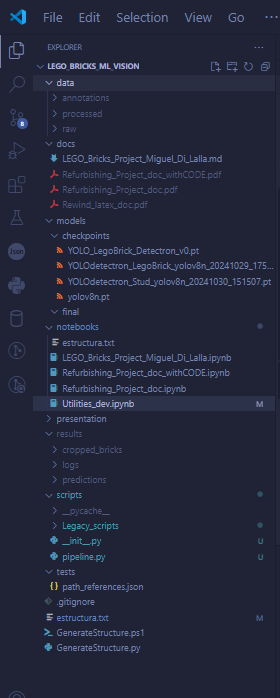 File Edit View Go ...
EXPLORER
LEGO_BRICKS_ML_VISION
data
annotations
processed
raw
docs
LEGO_Bricks_Project_Miguel_Di_Lalla.md
Refurbishing_Project_doc_withCODE.pdf
Refurbishing_Project_doc.pdf
Rewind_latex_doc.pdf
models
checkpoints
YOLO_LegoBrick_Detectron_v0.pt
YOLOdetectron_LegoBrick_yolov8n_20241029_175...
YOLOdetectron_Stud_yolov8n_20241030_151507.pt
yolov8n.pt
final
notebooks
estructura.txt
LEGO_Bricks_Project_Miguel_Di_Lalla.ipynb
Refurbishing_Project_doc_withCODE.ipynb
Refurbishing_Project_doc.ipynb
Utilities_dev.ipynb M
presentation
results
cropped_bricks
logs
predictions
scripts
__pycache__
Legacy_scripts
__init__.py U
pipeline.py U
tests
path_references.json
.gitignore
estructura.txt M
GenerateStructure.ps1
GenerateStructure.py
8
Json